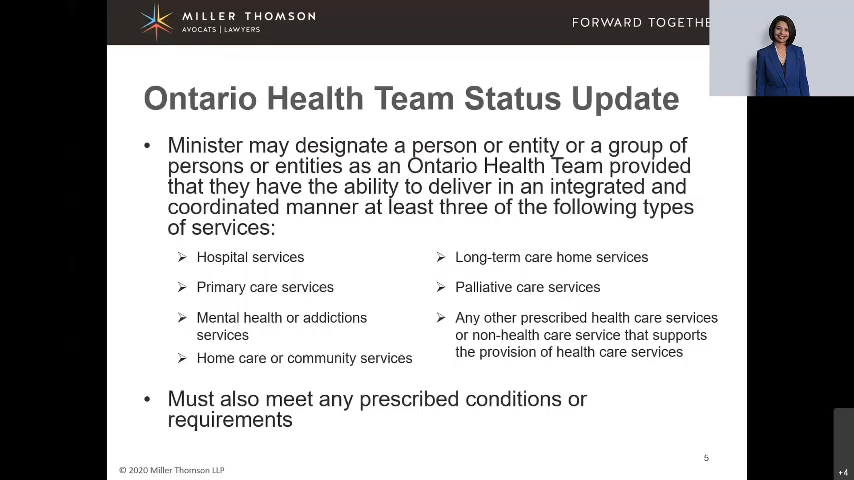 MILLER THOMSON
AVOCATS | LAWYERS
FORWARD TOGETHE
Ontario Health Team Status Update
• Minister may designate a person or entity or a group of
persons or entities as an Ontario Health Team provided
that they have the ability to deliver in an integrated and
coordinated manner at least three of the following types
of services:
➢ Hospital services
➢ Primary care services
➢ Mental health or addictions
services
➢ Home care or community services
➢ Long-term care home services
➢ Palliative care services
➢ Any other prescribed health care services
or non-health care service that supports
the provision of health care services
• Must also meet any prescribed conditions or
requirements
5
© 2020 Miller Thomson LLP
+4